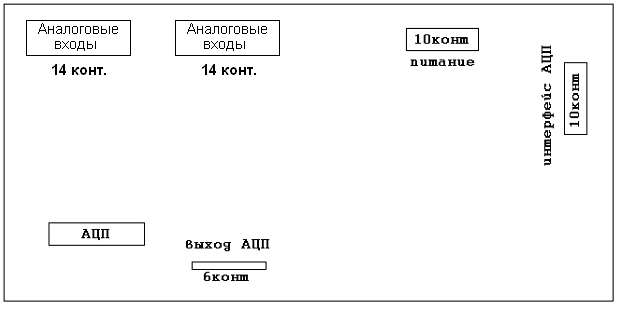 Аналоговые
входы
14 конт.
Аналоговые
входы
14 конт.
10конт
питание
интерфейс АЦП
10конт
АЦП
выход АЦП
6конт